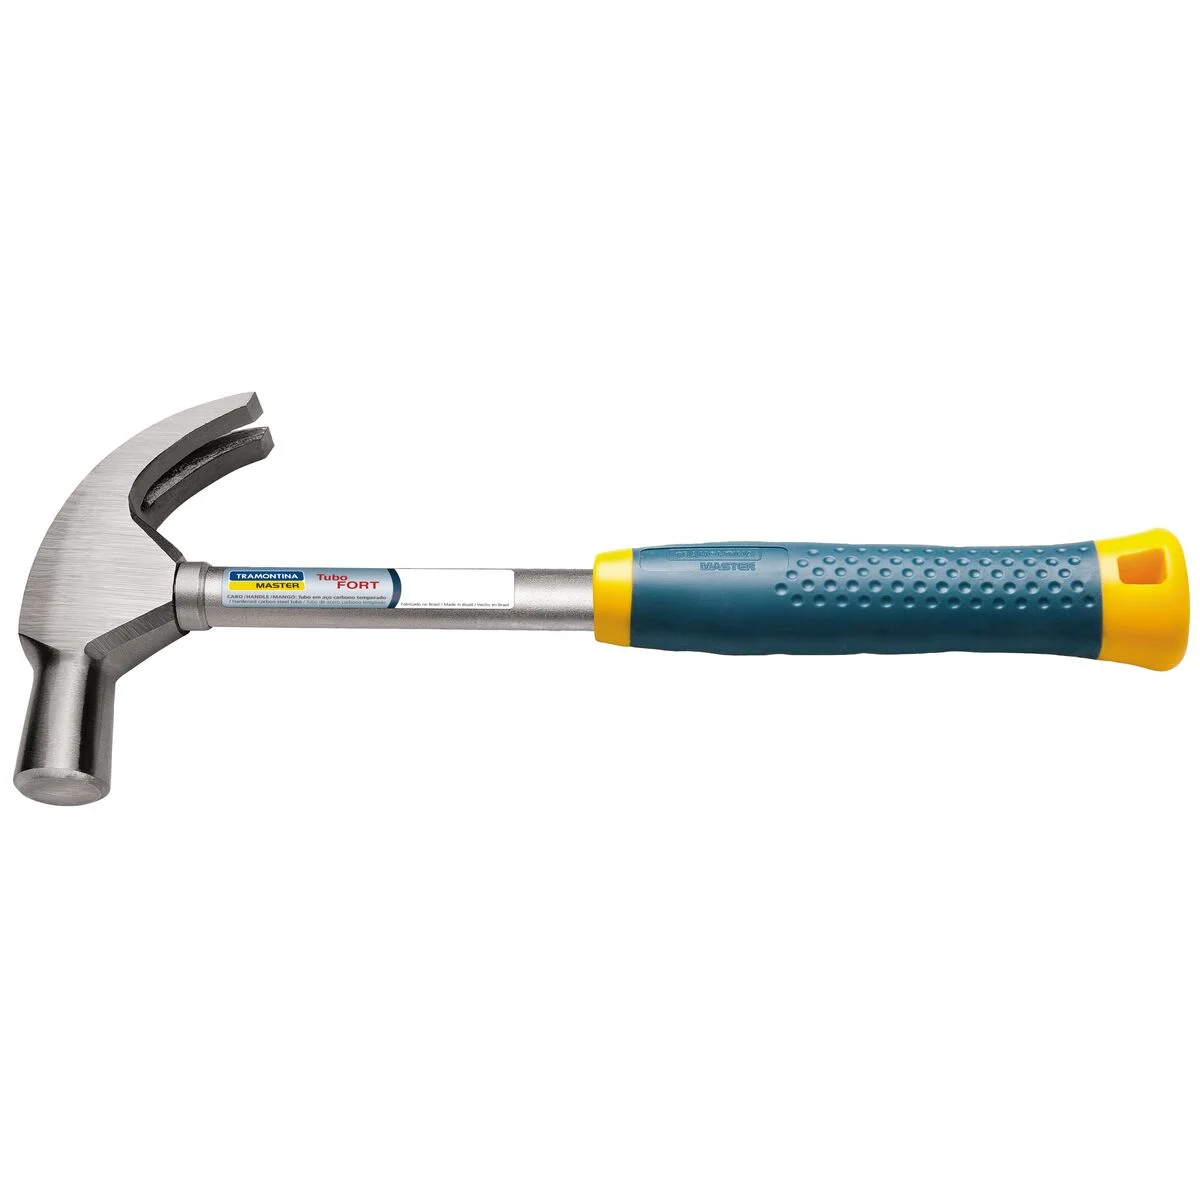 TRAMONTINA
MASTER
Tubo
FORT
CABO/HANDLE/MANGO: Tubo em aço carbono temperado
/ Hardened carbon steel tube / Tubo de acero carbono templado
Fabricado no Brasil / Made in Brazil / Hecho en Brasil
TRAMONTINA
MASTER